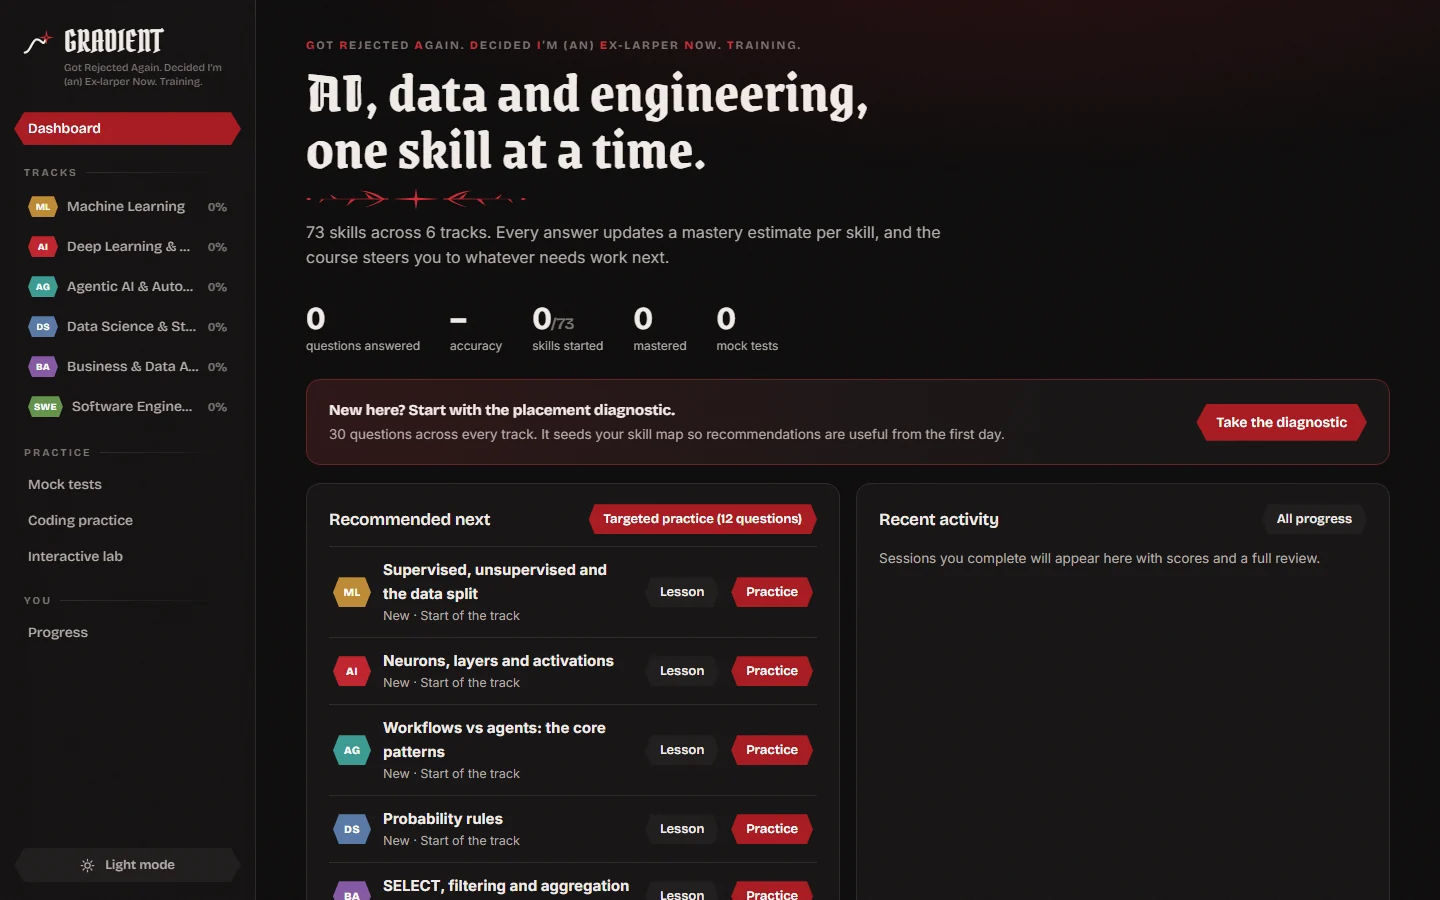 GRADIENT
Got Rejected Again. Decided I'm
(an) Ex-larper Now. Training.
Dashboard
TRACKS
ML Machine Learning 0%
AI Deep Learning & ... 0%
AG Agentic AI & Auto... 0%
DS Data Science & St... 0%
BA Business & Data A... 0%
SWE Software Engine... 0%
PRACTICE
Mock tests
Coding practice
Interactive lab
YOU
Progress
Light mode
GOT REJECTED AGAIN. DECIDED I'M (AN) EX-LARPER NOW. TRAINING.
AI, data and engineering,
one skill at a time.
73 skills across 6 tracks. Every answer updates a mastery estimate per skill, and the
course steers you to whatever needs work next.
0 – 0/73 0 0
questions answered accuracy skills started mastered mock tests
New here? Start with the placement diagnostic.
30 questions across every track. It seeds your skill map so recommendations are useful from the first day.
Take the diagnostic
Recommended next
Targeted practice (12 questions)
ML
Supervised, unsupervised and
the data split
New · Start of the track
Lesson
Practice
AI
Neurons, layers and activations
New · Start of the track
Lesson
Practice
AG
Workflows vs agents: the core
patterns
New · Start of the track
Lesson
Practice
DS
Probability rules
New · Start of the track
Lesson
Practice
BA
SELECT, filtering and aggregation
Lesson
Practice
Recent activity
All progress
Sessions you complete will appear here with scores and a full review.